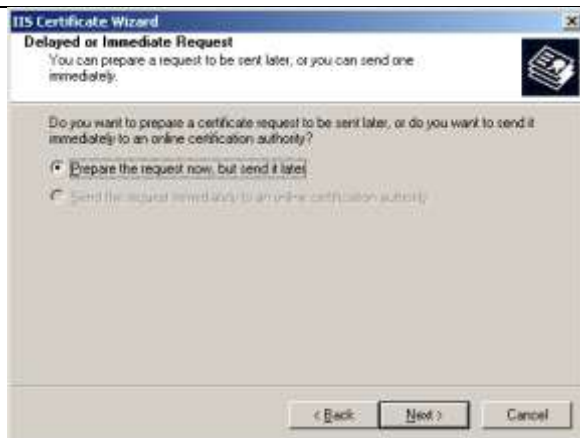 IIS Certificate Wizard
Delayed or Immediate Request
You can prepare a request to be sent later, or you can send one
immediately.
Do you want to prepare a certificate request to be sent later, or do you want to send it
immediately to an online certification authority?
Prepare the request now, but send it later
Send the request immediately to an online certification authority
< Back
Next >
Cancel